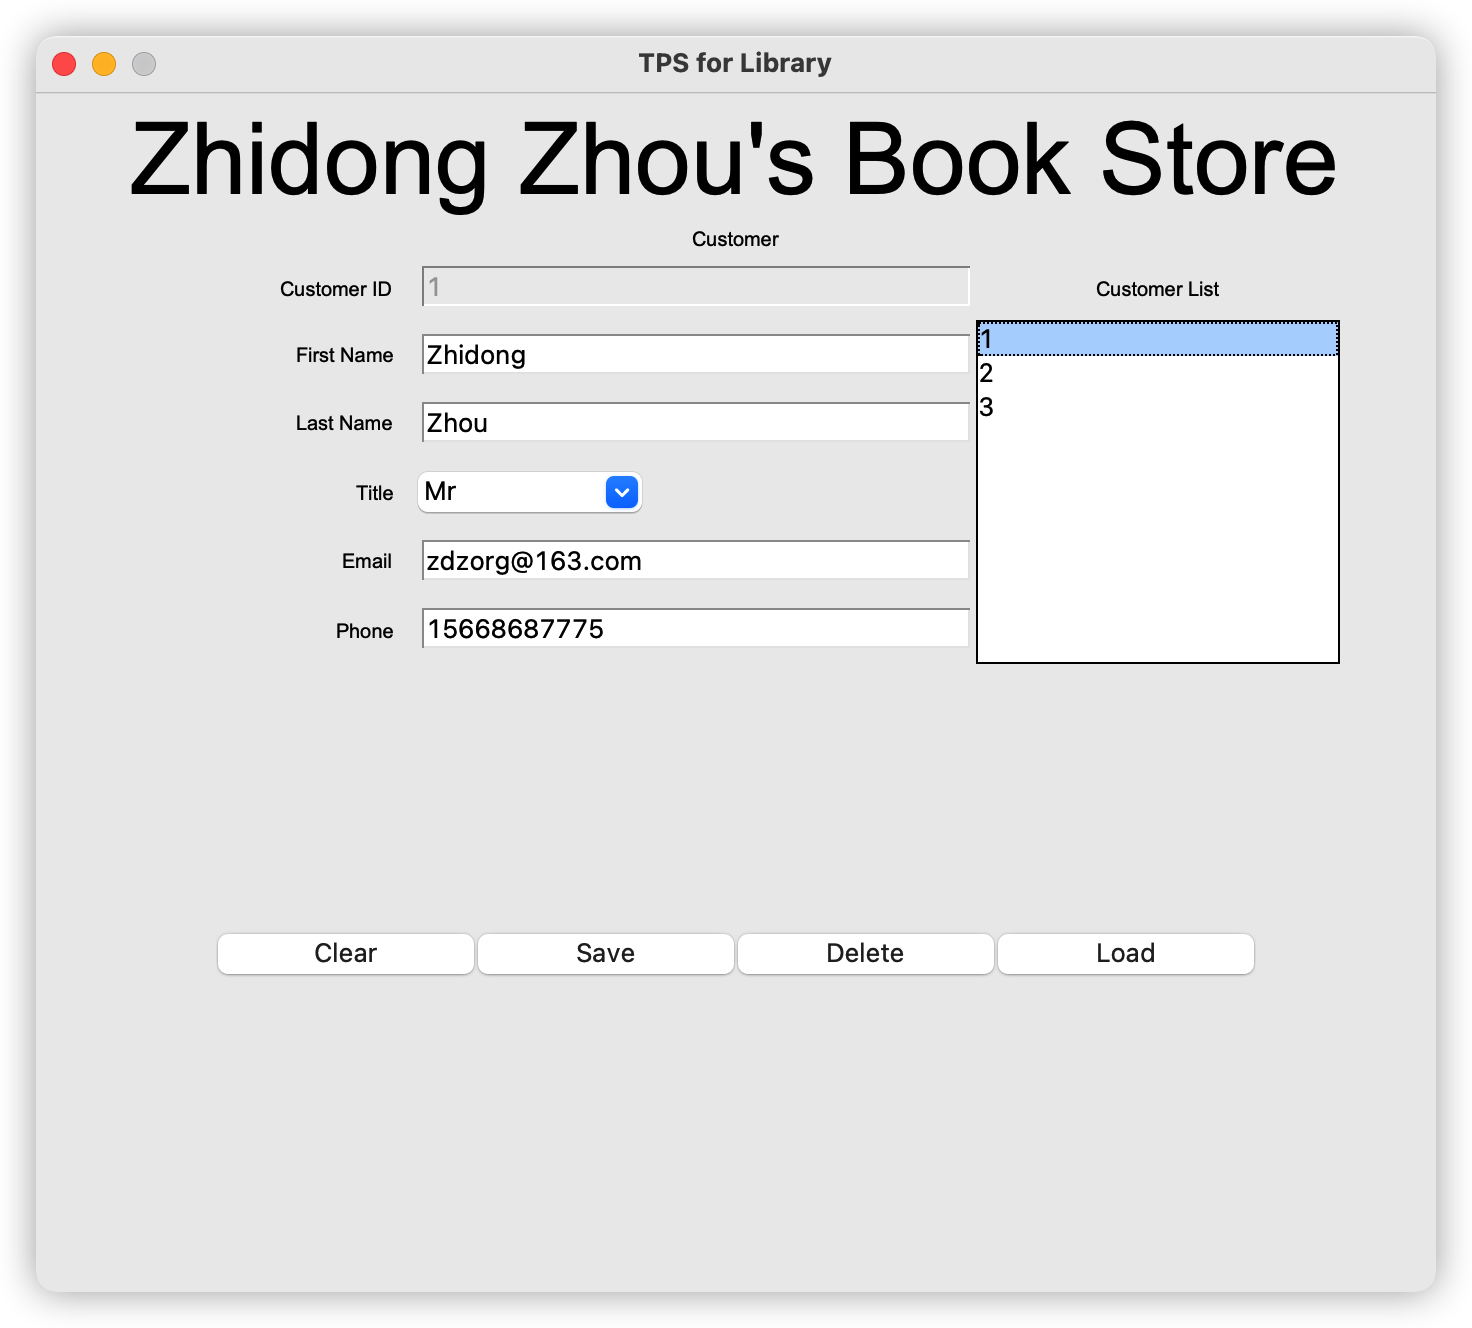 TPS for Library
Zhidong Zhou's Book Store
Customer
Customer ID 1
Customer List
First Name Zhidong
1
2
3
Last Name Zhou
Title Mr
Email zdzorg@163.com
Phone 15668687775
Clear Save Delete Load